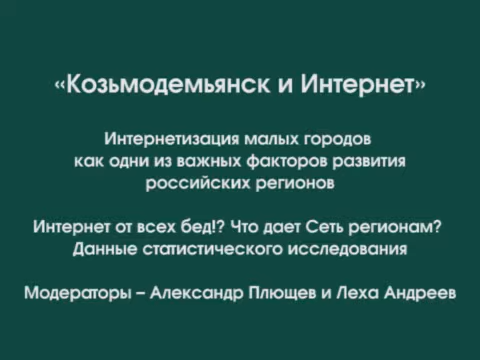 «Козьмодемьянск и Интернет»
Интернетизация малых городов
как одни из важных факторов развития
российских регионов
Интернет от всех бед!? Что дает Сеть регионам?
Данные статистического исследования
Модераторы – Александр Плющев и Леха Андреев